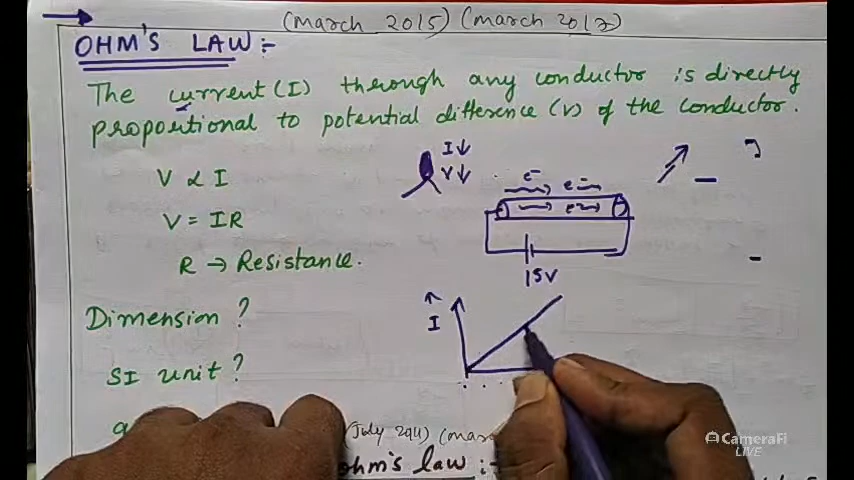 (March 2015) (March 2017)
OHM'S LAW :-
The current (I) through any conductor is directly
proportional to potential difference (V) of the conductor.
V ∝ I
V = IR
R → Resistance.
I↓
V↓
e⁻ e⁻
e⁻
15V
I
Dimension ?
SI unit ?
(July 2011)
ohm's law :-
CameraFi
LIVE